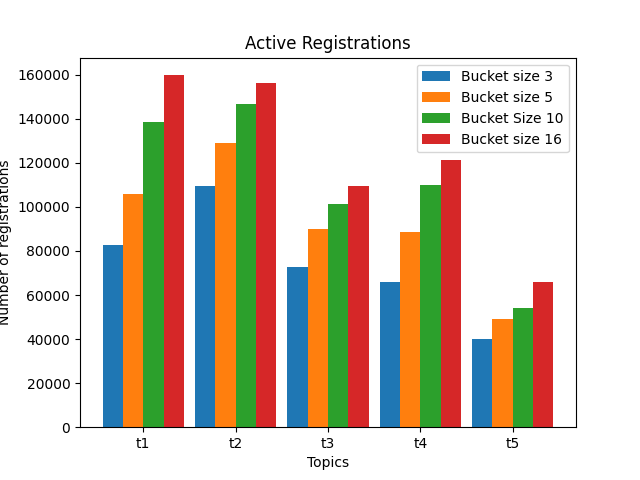 Active Registrations
Bucket size 3
Bucket size 5
Bucket Size 10
Bucket size 16
160000
140000
120000
100000
80000
60000
40000
20000
0
Number of registrations
t1 t2 t3 t4 t5
Topics